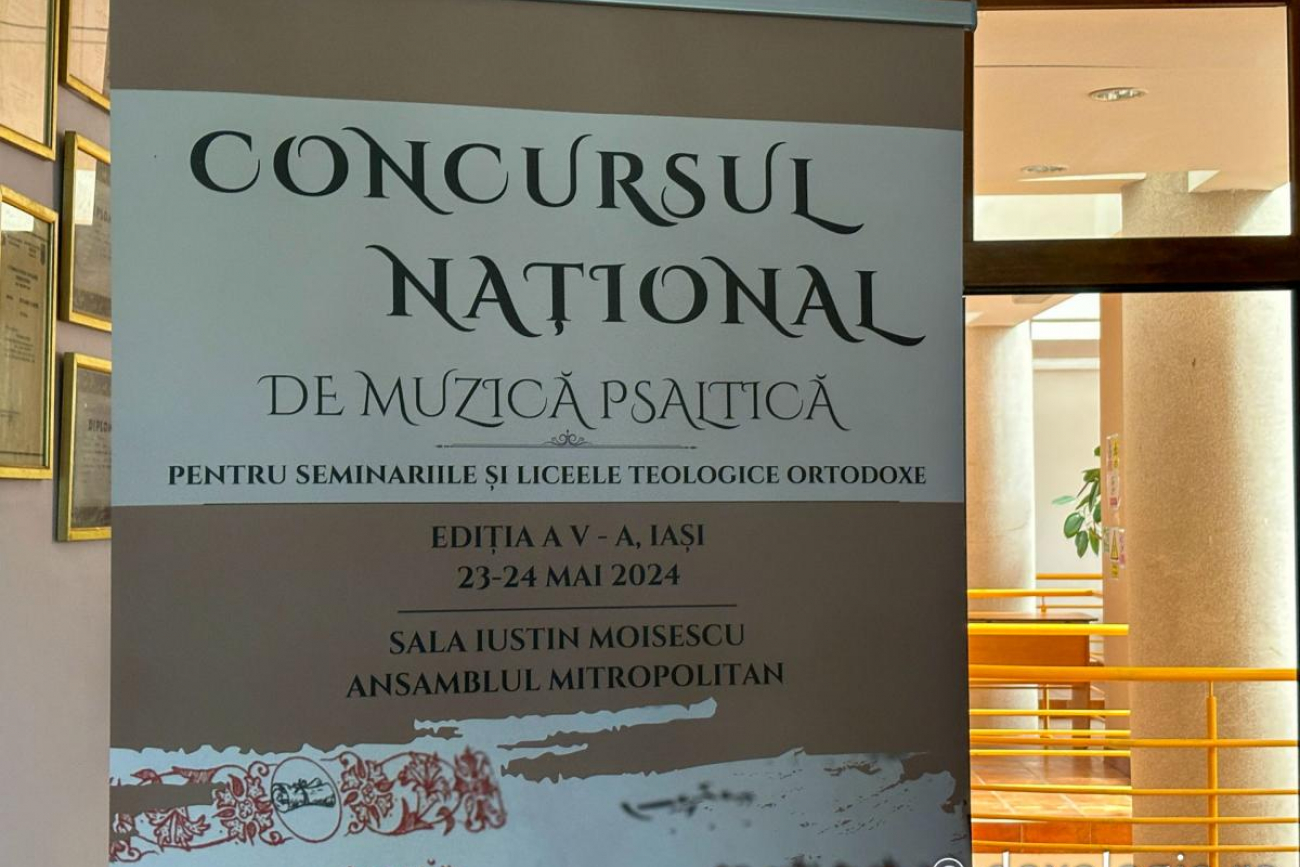 CONCURSUL
NAȚIONAL
DE MUZICĂ PSALTICĂ
PENTRU SEMINARIILE ȘI LICEELE TEOLOGICE ORTODOXE
EDIȚIA A V - A, IAȘI
23-24 MAI 2024
SALA IUSTIN MOISESCU
ANSAMBLUL MITROPOLITAN